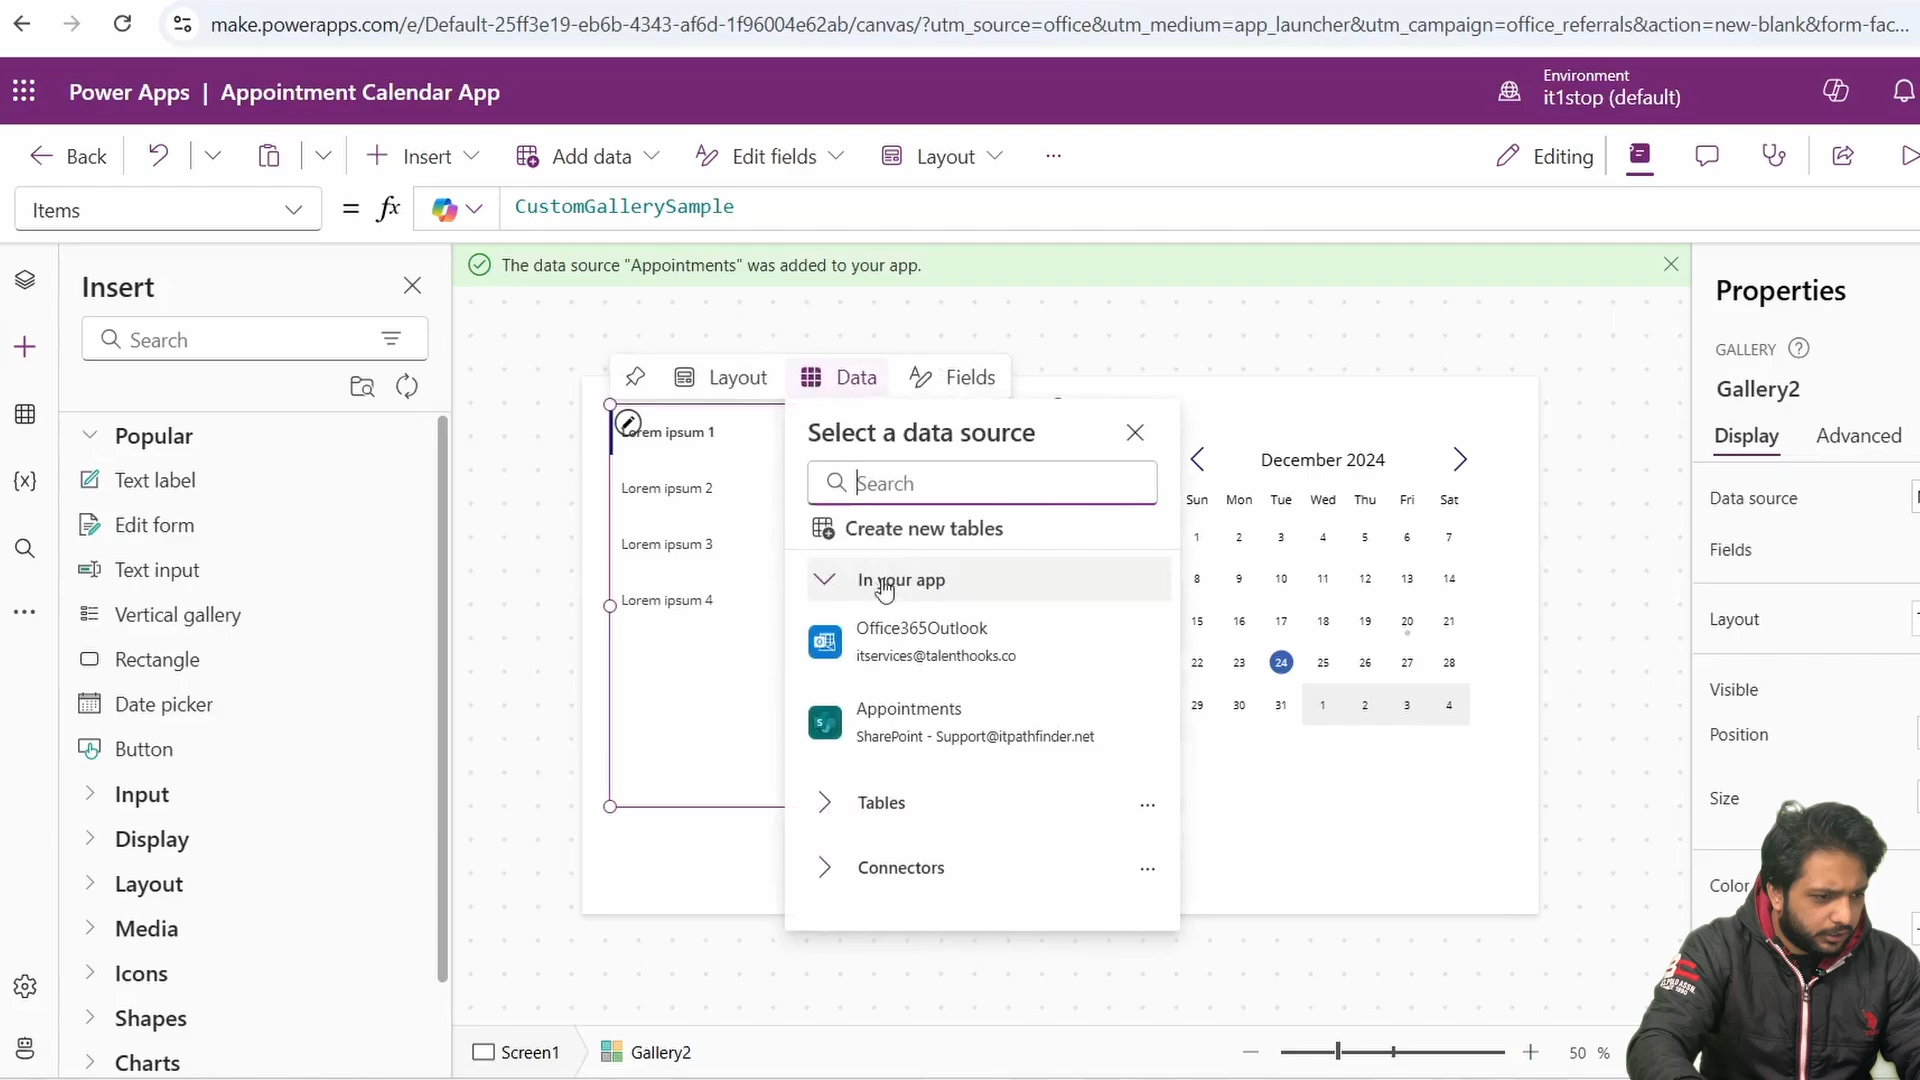 make.powerapps.com/e/Default-25ff3e19-eb6b-4343-af6d-1f96004e62ab/canvas/?utm_source=office&utm_medium=app_launcher&utm_campaign=office_referrals&action=new-blank&form-fac...
Power Apps | Appointment Calendar App
Environment
it1stop (default)
Back
Insert
Add data
Edit fields
Layout
...
Editing
Items
= fx
CustomGallerySample
The data source "Appointments" was added to your app.
Insert
Search
Popular
Text label
Edit form
Text input
Vertical gallery
Rectangle
Date picker
Button
Input
Display
Layout
Media
Icons
Shapes
Charts
Layout
Data
Fields
Lorem ipsum 1
Lorem ipsum 2
Lorem ipsum 3
Lorem ipsum 4
Select a data source
Search
Create new tables
In your app
Office365Outlook
itservices@talenthooks.co
Appointments
SharePoint - Support@itpathfinder.net
Tables
...
Connectors
...
December 2024
Sun Mon Tue Wed Thu Fri Sat
1 2 3 4 5 6 7
8 9 10 11 12 13 14
15 16 17 18 19 20 21
22 23 24 25 26 27 28
29 30 31 1 2 3 4
Properties
GALLERY ?
Gallery2
Display
Advanced
Data source
Fields
Layout
Visible
Position
Size
Color
Screen1
Gallery2
50 %